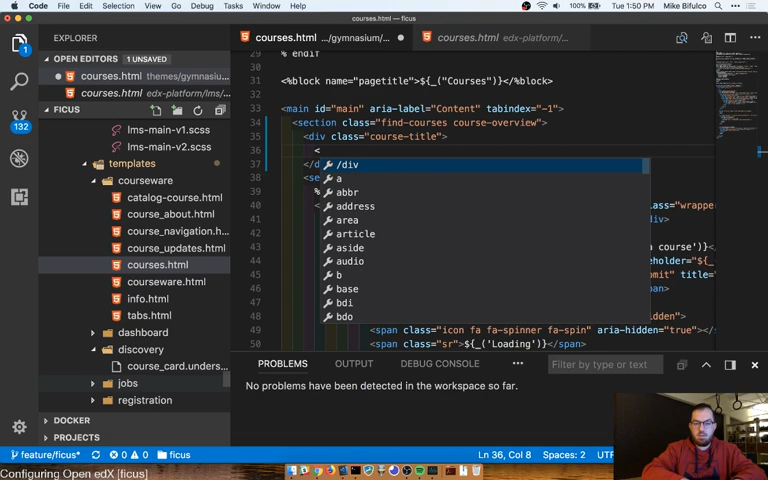 Code File Edit Selection View Go Debug Tasks Window Help 100% Tue 1:50 PM Mike Bifulco
courses.html — ficus
EXPLORER
OPEN EDITORS 1 UNSAVED
courses.html themes/gymnasiu...
courses.html edx-platform/lms/...
FICUS
lms-main-v1.scss
lms-main-v2.scss
templates
courseware
catalog-course.html
course_about.html
course_navigation.h...
course_updates.html
courses.html
courseware.html
info.html
tabs.html
dashboard
discovery
course_card.unders...
jobs
registration
DOCKER
PROJECTS
1
132
courses.html .../gymnasium/...
courses.html edx-platform/...
29
30 % endif
31 <%block name="pagetitle">${_("Courses")}</%block>
32
33 <main id="main" aria-label="Content" tabindex="-1">
34 <section class="find-courses course-overview">
35 <div class="course-title">
36 <
37 </d
38 <se
39 %
40 < ass="wrapper
41 div>
42
43 a course')}</
44 eholder="${_
45 mit" title="
46 pan>
47
48 dden">
49 <span class="icon fa fa-spinner fa-spin" aria-hidden="true"></s
50 <span class="sr">${_('Loading')}</span>
/div
a
abbr
address
area
article
aside
audio
b
base
bdi
bdo
PROBLEMS OUTPUT DEBUG CONSOLE ••• Filter by type or text
No problems have been detected in the workspace so far.
feature/ficus* 0 0 ficus Ln 36, Col 8 Spaces: 2 UTF
Configuring Open edX [ficus]